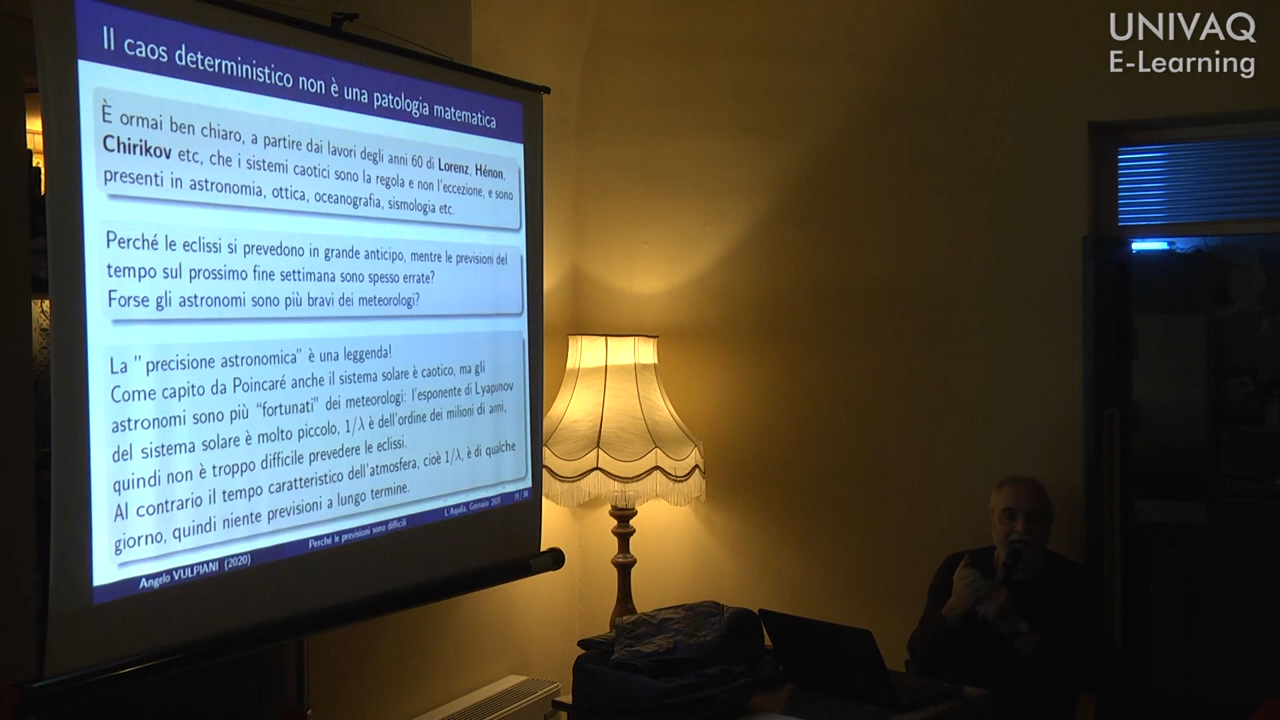 UNIVAQ
E-Learning
Il caos deterministico non è una patologia matematica
È ormai ben chiaro, a partire dai lavori degli anni 60 di Lorenz, Hénon,
Chirikov etc, che i sistemi caotici sono la regola e non l'eccezione, e sono
presenti in astronomia, ottica, oceanografia, sismologia etc.
Perché le eclissi si prevedono in grande anticipo, mentre le previsioni del
tempo sul prossimo fine settimana sono spesso errate?
Forse gli astronomi sono più bravi dei meteorologi?
La "precisione astronomica" è una leggenda!
Come capito da Poincaré anche il sistema solare è caotico, ma gli
astronomi sono più "fortunati" dei meteorologi: l'esponente di Lyapunov
del sistema solare è molto piccolo, 1/λ è dell'ordine dei milioni di anni,
quindi non è troppo difficile prevedere le eclissi.
Al contrario il tempo caratteristico dell'atmosfera, cioè 1/λ, è di qualche
giorno, quindi niente previsioni a lungo termine.
Angelo VULPIANI (2020) Perché le previsioni sono difficili L'Aquila, Gennaio